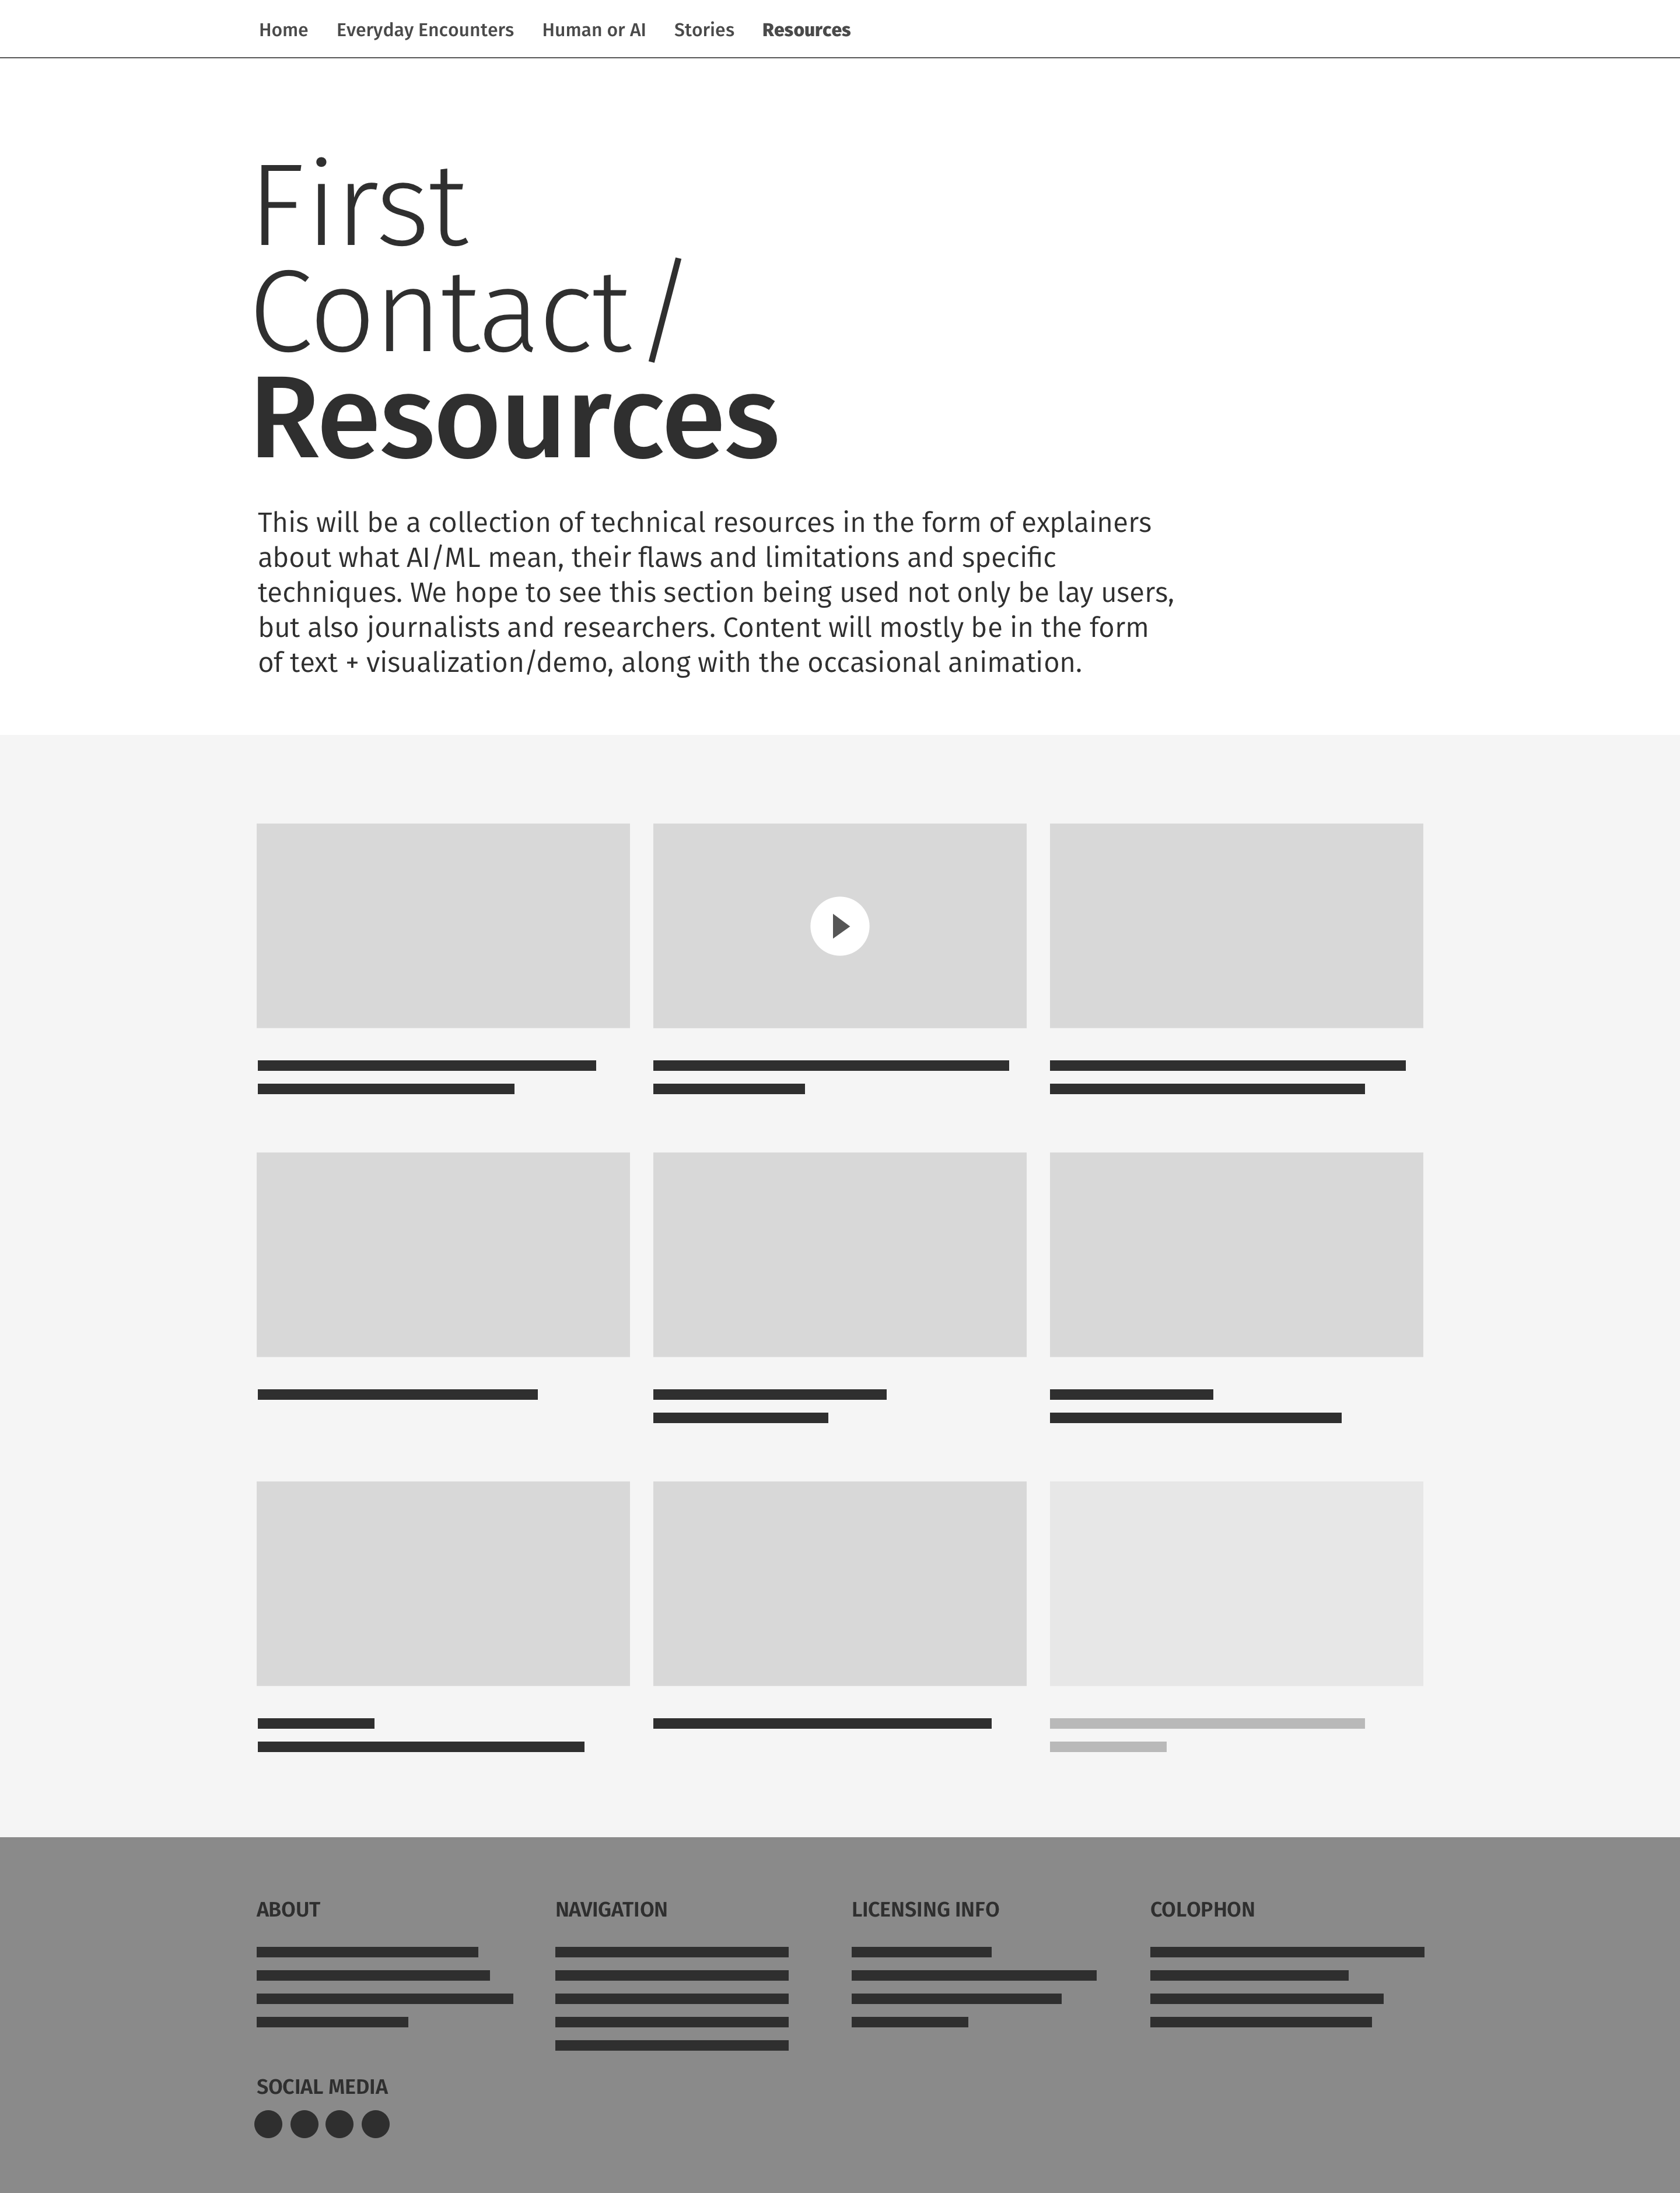 Home Everyday Encounters Human or AI Stories Resources
First
Contact/
Resources
This will be a collection of technical resources in the form of explainers
about what AI/ML mean, their flaws and limitations and specific
techniques. We hope to see this section being used not only be lay users,
but also journalists and researchers. Content will mostly be in the form
of text + visualization/demo, along with the occasional animation.
ABOUT NAVIGATION LICENSING INFO COLOPHON
SOCIAL MEDIA